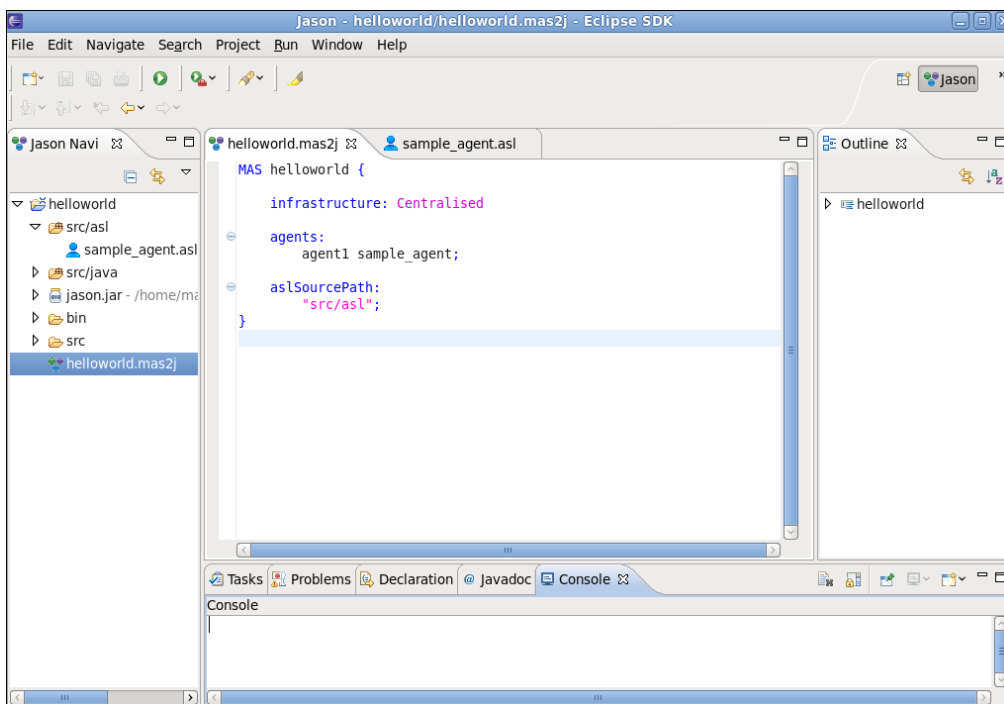 Jason - helloworld/helloworld.mas2j - Eclipse SDK
File Edit Navigate Search Project Run Window Help
Jason
Jason Navi
helloworld
src/asl
sample_agent.asl
src/java
jason.jar - /home/ma
bin
src
helloworld.mas2j
helloworld.mas2j sample_agent.asl
MAS helloworld {
infrastructure: Centralised
agents:
agent1 sample_agent;
aslSourcePath:
"src/asl";
}
Outline
helloworld
Tasks Problems Declaration @ Javadoc Console
Console